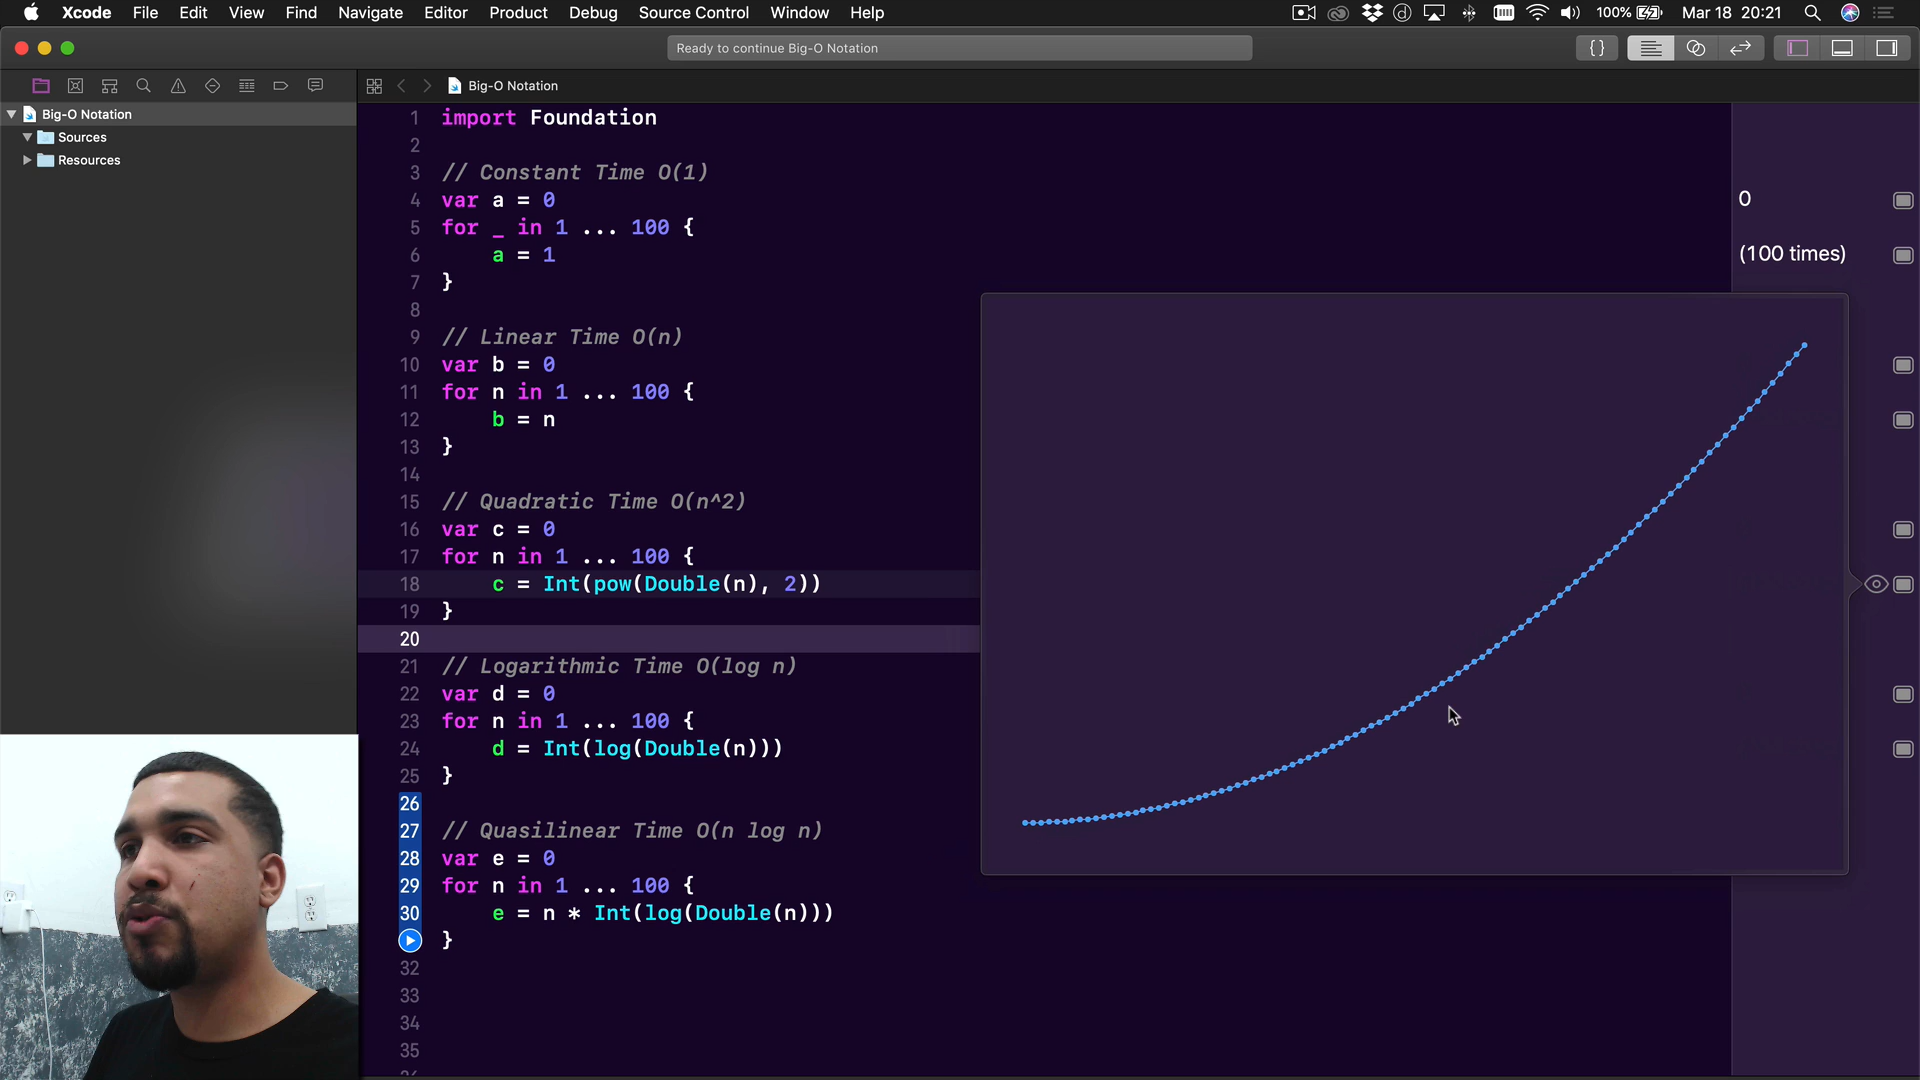 Xcode File Edit View Find Navigate Editor Product Debug Source Control Window Help 100% Mar 18 20:21
Ready to continue Big-O Notation
{}
Big-O Notation
Big-O Notation
Sources
Resources
1 import Foundation
2
3 // Constant Time O(1)
4 var a = 0
0
5 for _ in 1 ... 100 {
6 a = 1
(100 times)
7 }
8
9 // Linear Time O(n)
10 var b = 0
11 for n in 1 ... 100 {
12 b = n
13 }
14
15 // Quadratic Time O(n^2)
16 var c = 0
17 for n in 1 ... 100 {
18 c = Int(pow(Double(n), 2))
19 }
20
21 // Logarithmic Time O(log n)
22 var d = 0
23 for n in 1 ... 100 {
24 d = Int(log(Double(n)))
25 }
26
27 // Quasilinear Time O(n log n)
28 var e = 0
29 for n in 1 ... 100 {
30 e = n * Int(log(Double(n)))
}
32
33
34
35